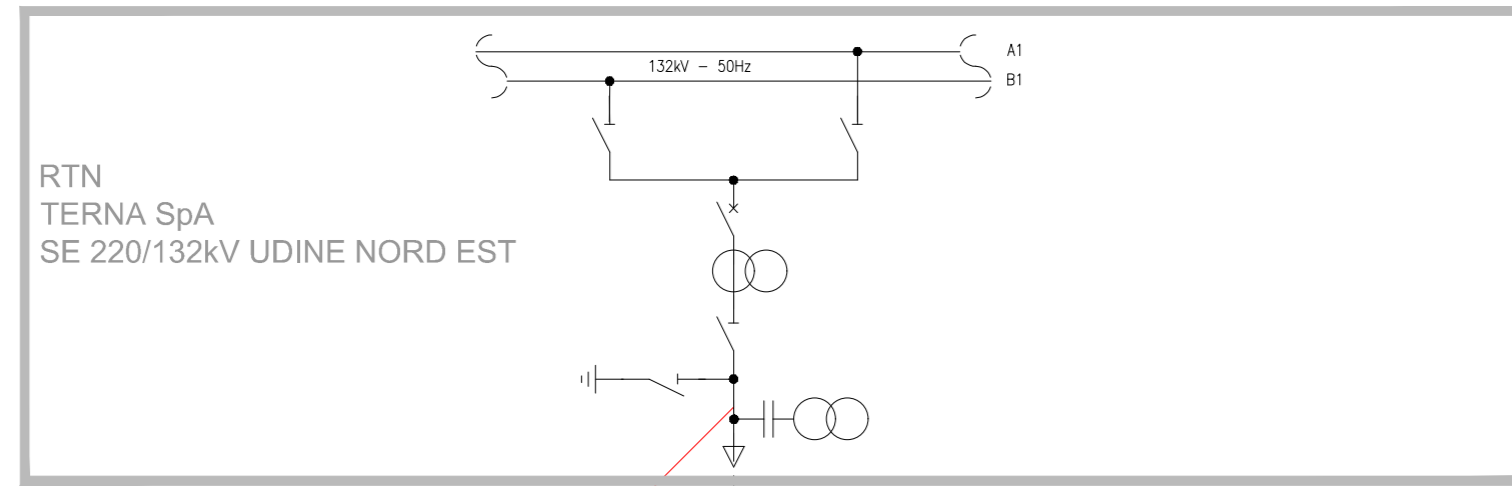 A1
132kV – 50Hz
B1
RTN
TERNA SpA
SE 220/132kV UDINE NORD EST